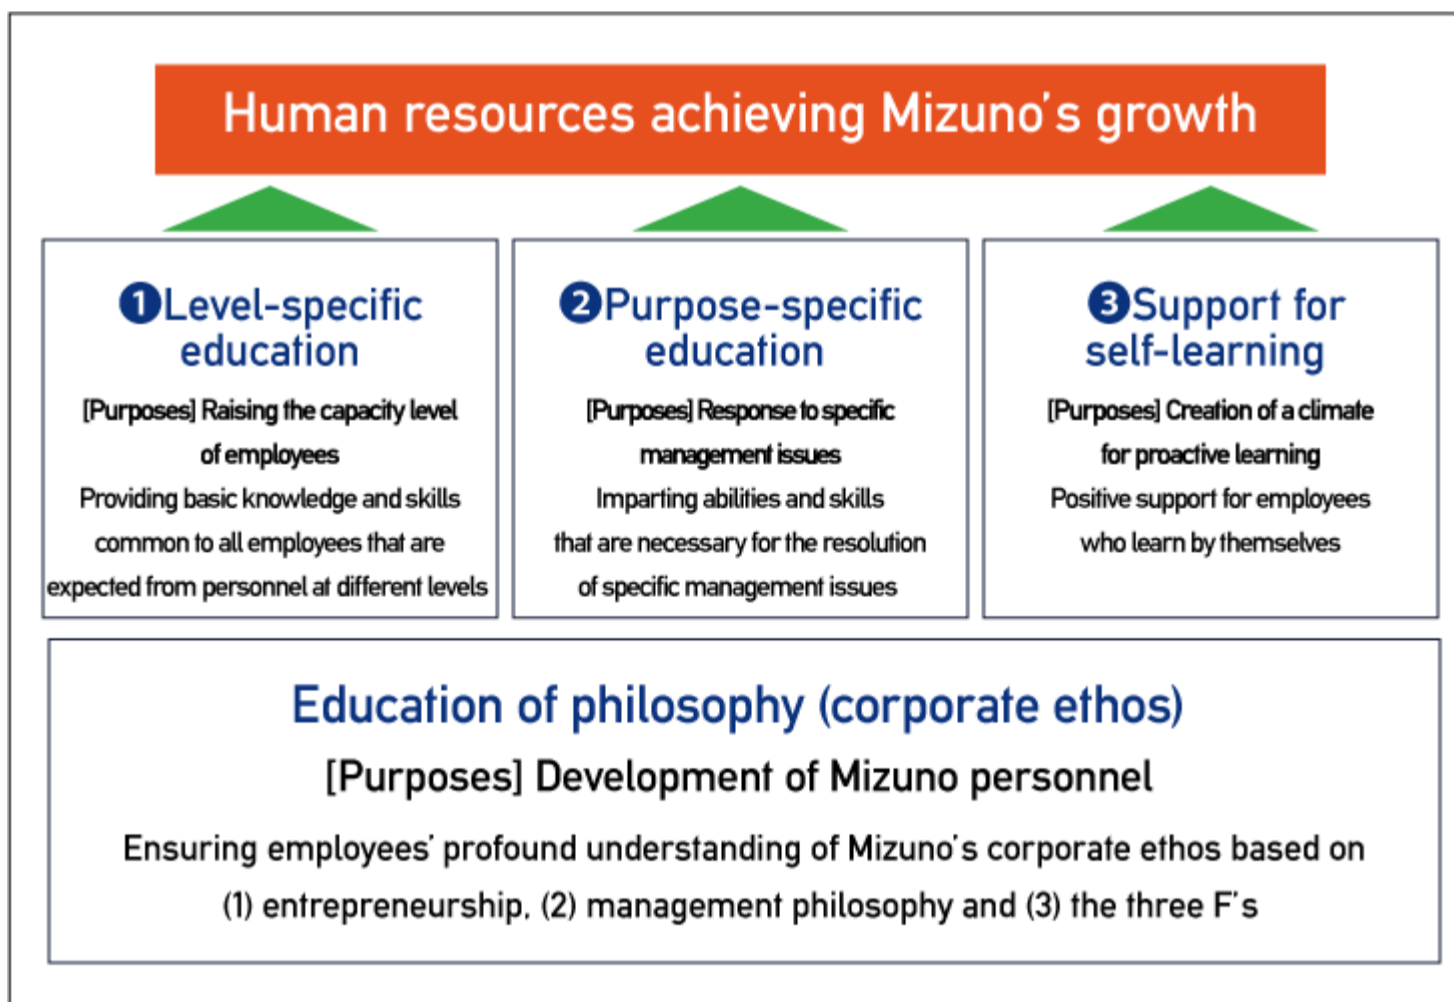 Human resources achieving Mizuno's growth
❶Level-specific
education
[Purposes] Raising the capacity level
of employees
Providing basic knowledge and skills
common to all employees that are
expected from personnel at different levels
❷Purpose-specific
education
[Purposes] Response to specific
management issues
Imparting abilities and skills
that are necessary for the resolution
of specific management issues
❸Support for
self-learning
[Purposes] Creation of a climate
for proactive learning
Positive support for employees
who learn by themselves
Education of philosophy (corporate ethos)
[Purposes] Development of Mizuno personnel
Ensuring employees' profound understanding of Mizuno's corporate ethos based on
(1) entrepreneurship, (2) management philosophy and (3) the three F's